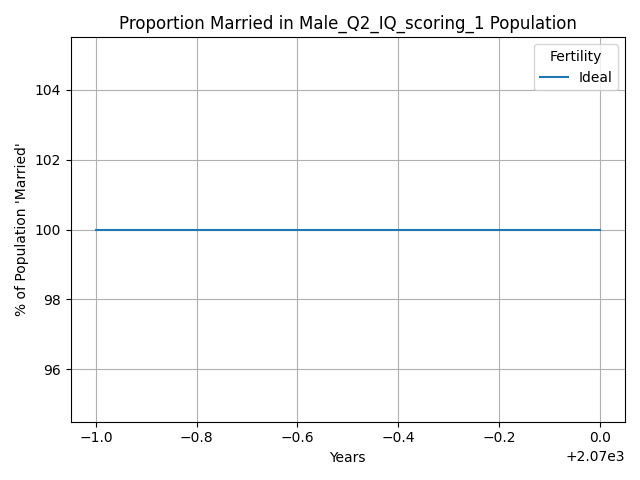 Proportion Married in Male_Q2_IQ_scoring_1 Population
Fertility
Ideal
% of Population 'Married'
104
102
100
98
96
−1.0
−0.8
−0.6
−0.4
−0.2
0.0
Years
+2.07e3